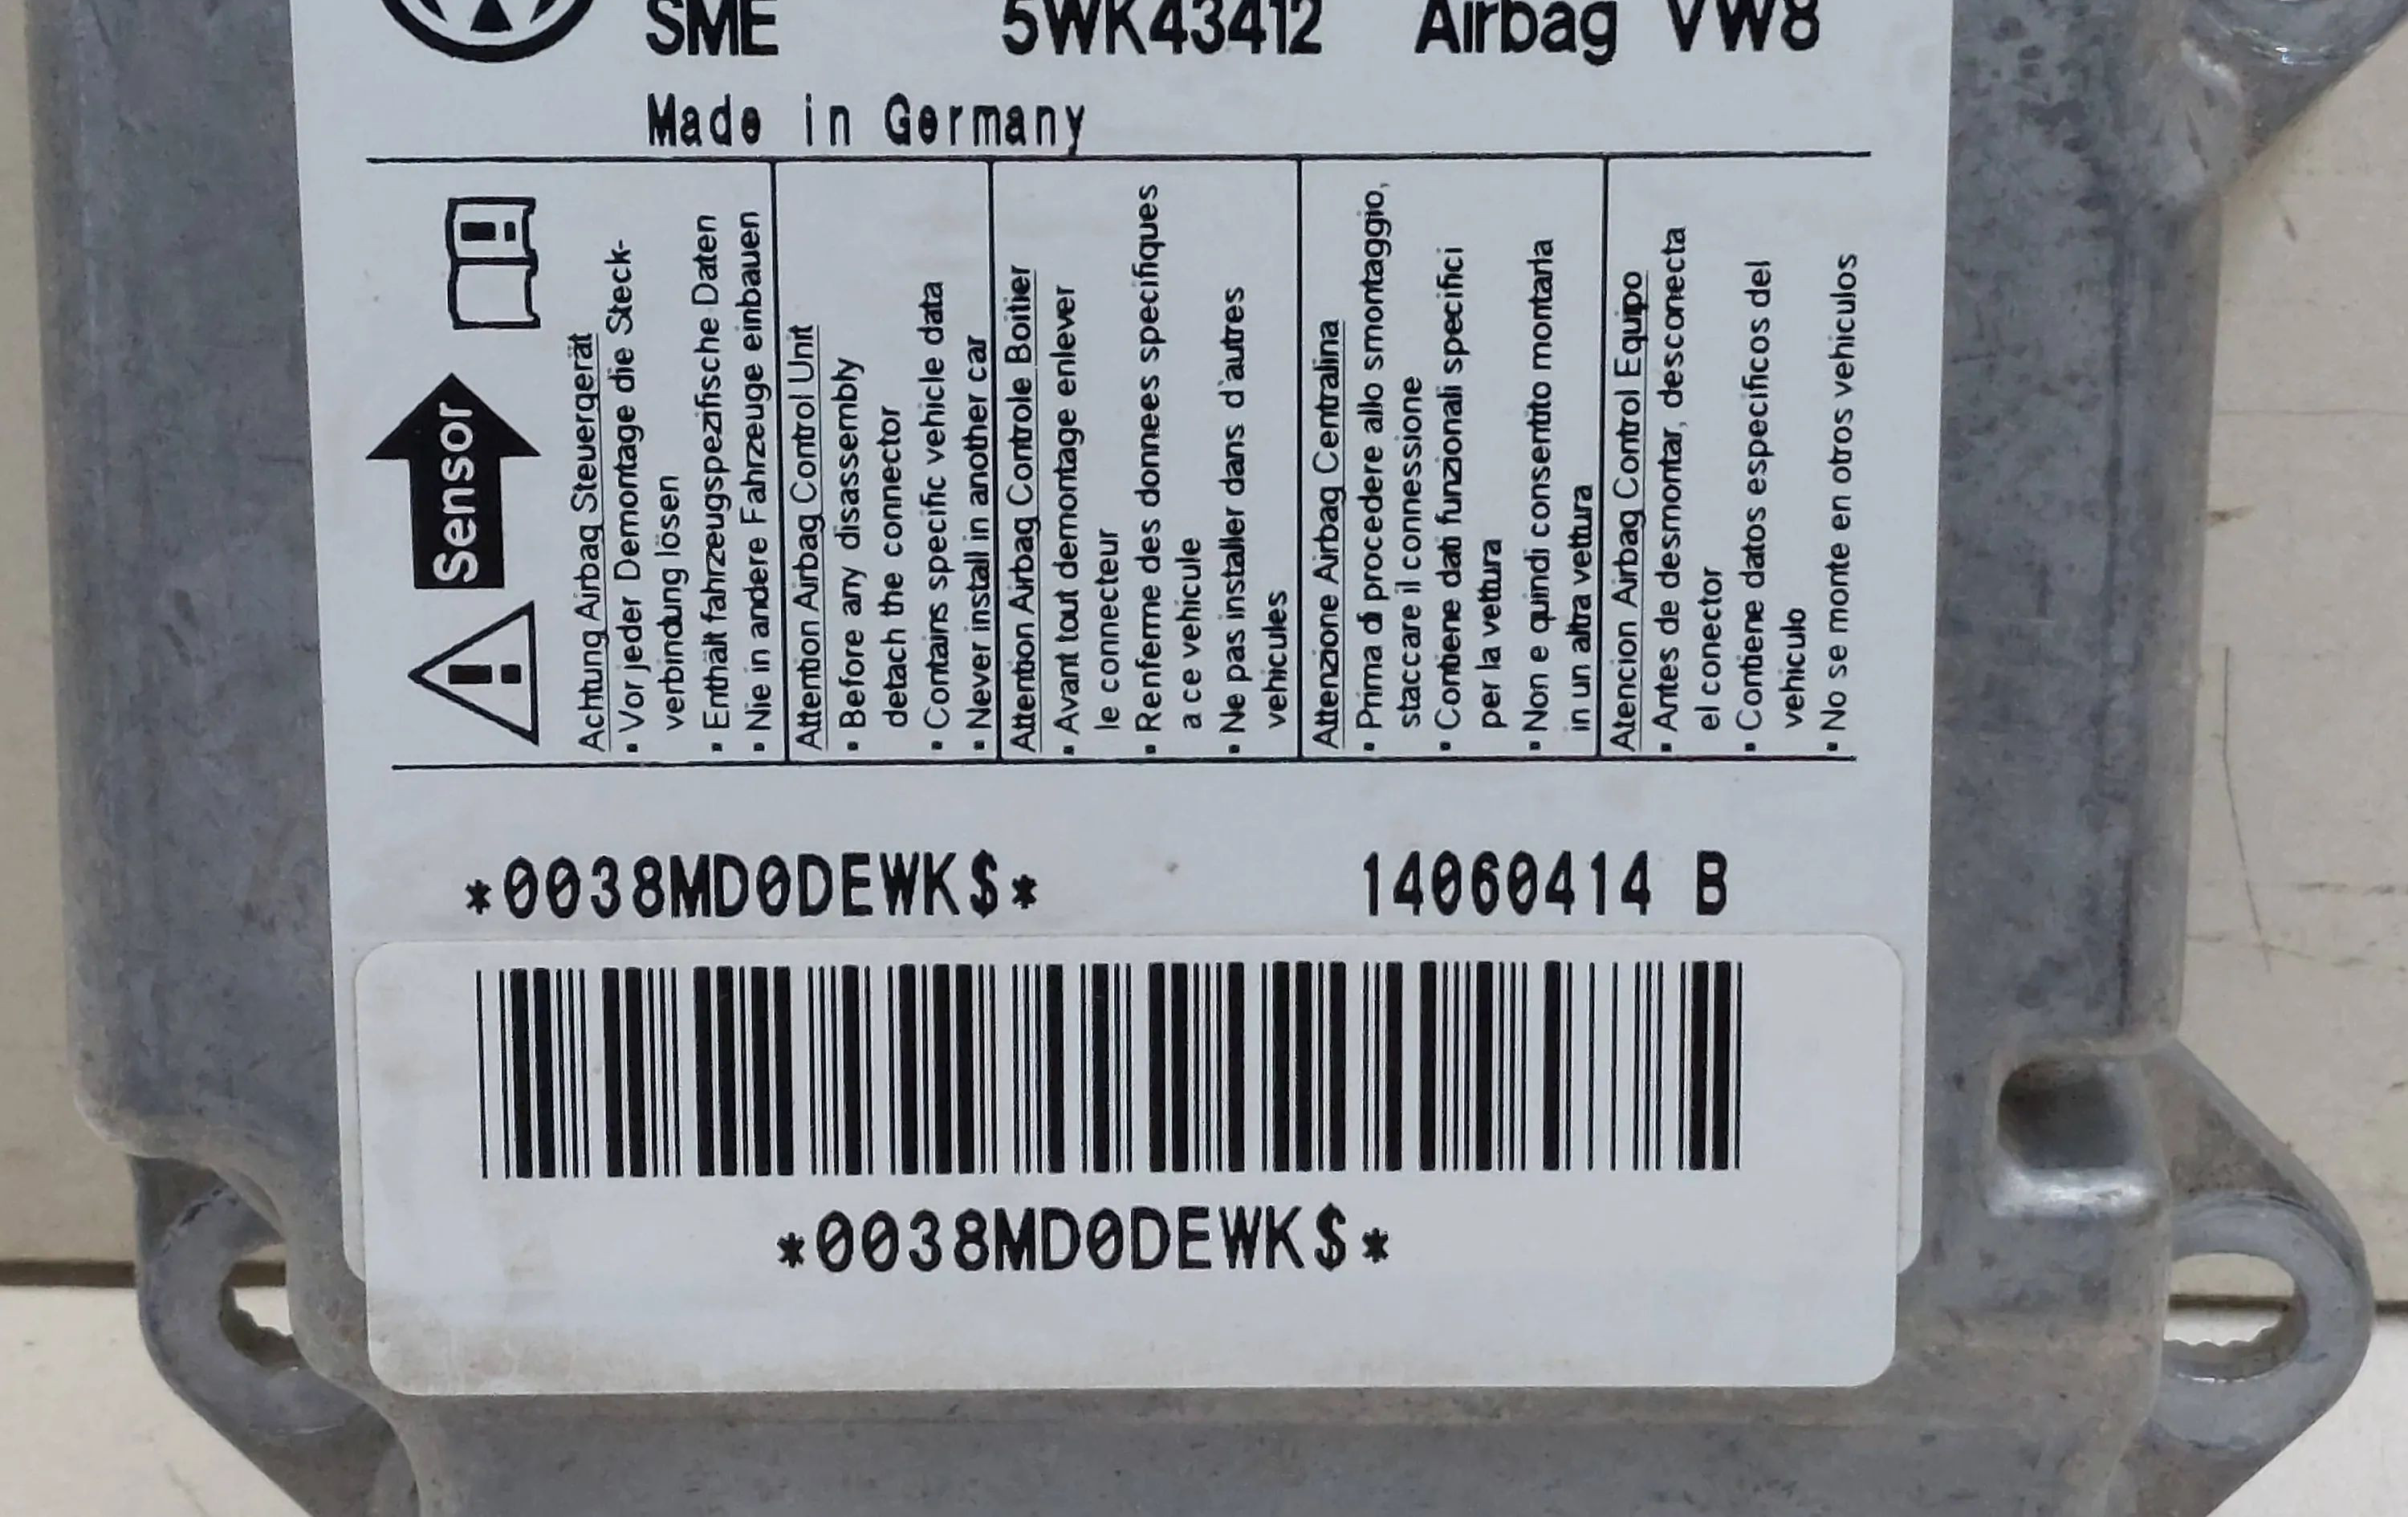 SME 5WK43412 Airbag VW8
Made in Germany
Sensor
Achtung Airbag Steuergerät
• Vor jeder Demontage die Steck-
verbindung lösen
• Enthält fahrzeugspezifische Daten
• Nie in andere Fahrzeuge einbauen
Attention Airbag Control Unit
• Before any disassembly
detach the connector
• Contains specific vehicle data
• Never install in another car
Attention Airbag Controle Boitier
• Avant tout demontage enlever
le connecteur
• Renferme des donnees specifiques
a ce vehicule
• Ne pas installer dans d'autres
vehicules
Attenzione Airbag Centralina
• Prima di procedere allo smontaggio,
staccare il connessione
• Contiene dati funzionali specifici
per la vettura
• Non e quindi consentito montarla
in un altra vettura
Atencion Airbag Control Equipo
• Antes de desmontar, desconecta
el conector
• Contiene datos especificos del
vehiculo
• No se monte en otros vehiculos
*0038MD0DEWK$* 14060414 B
*0038MD0DEWK$*